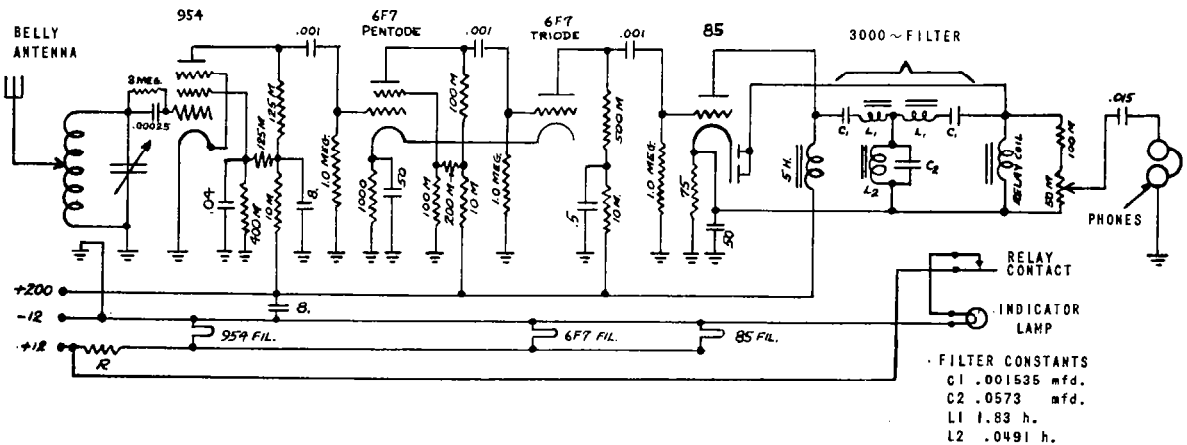 954
6F7
PENTODE
6F7
TRIODE
85
3000~FILTER
BELLY
ANTENNA
.001
.001
.001
.015
3 MEG.
.00025
125 M
125 M
.04
400 M
10 M
8.
1.0 MEG.
100
50
100 M
100 M
200 M
10 M
1.0 MEG.
500 M
.5
10 M.
1.0 MEG.
75
50
5 H.
C1
L1
L1
C1
L2
C2
RELAY COIL
100 M
50 M
PHONES
+200
-12
+12
R
8.
954 FIL.
6F7 FIL.
85 FIL.
RELAY
CONTACT
INDICATOR
LAMP
FILTER CONSTANTS
C1 .001535 mfd.
C2 .0573 mfd.
L1 1.83 h.
L2 .0491 h.